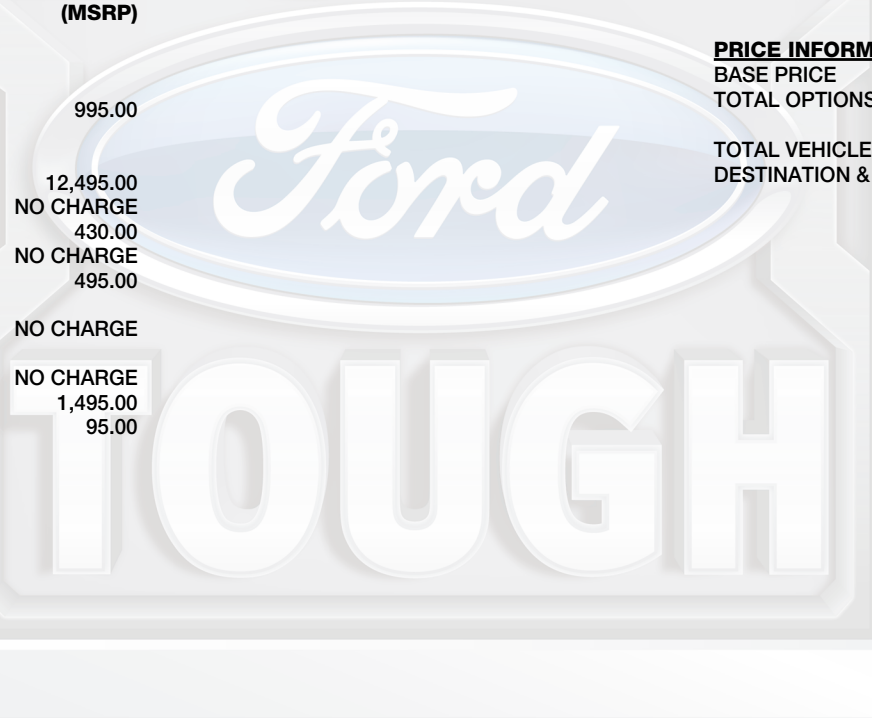 (MSRP)
995.00
12,495.00
NO CHARGE
430.00
NO CHARGE
495.00
NO CHARGE
NO CHARGE
1,495.00
95.00
PRICE INFORM
BASE PRICE
TOTAL OPTIONS
TOTAL VEHICLE
DESTINATION &
Ford
TOUGH